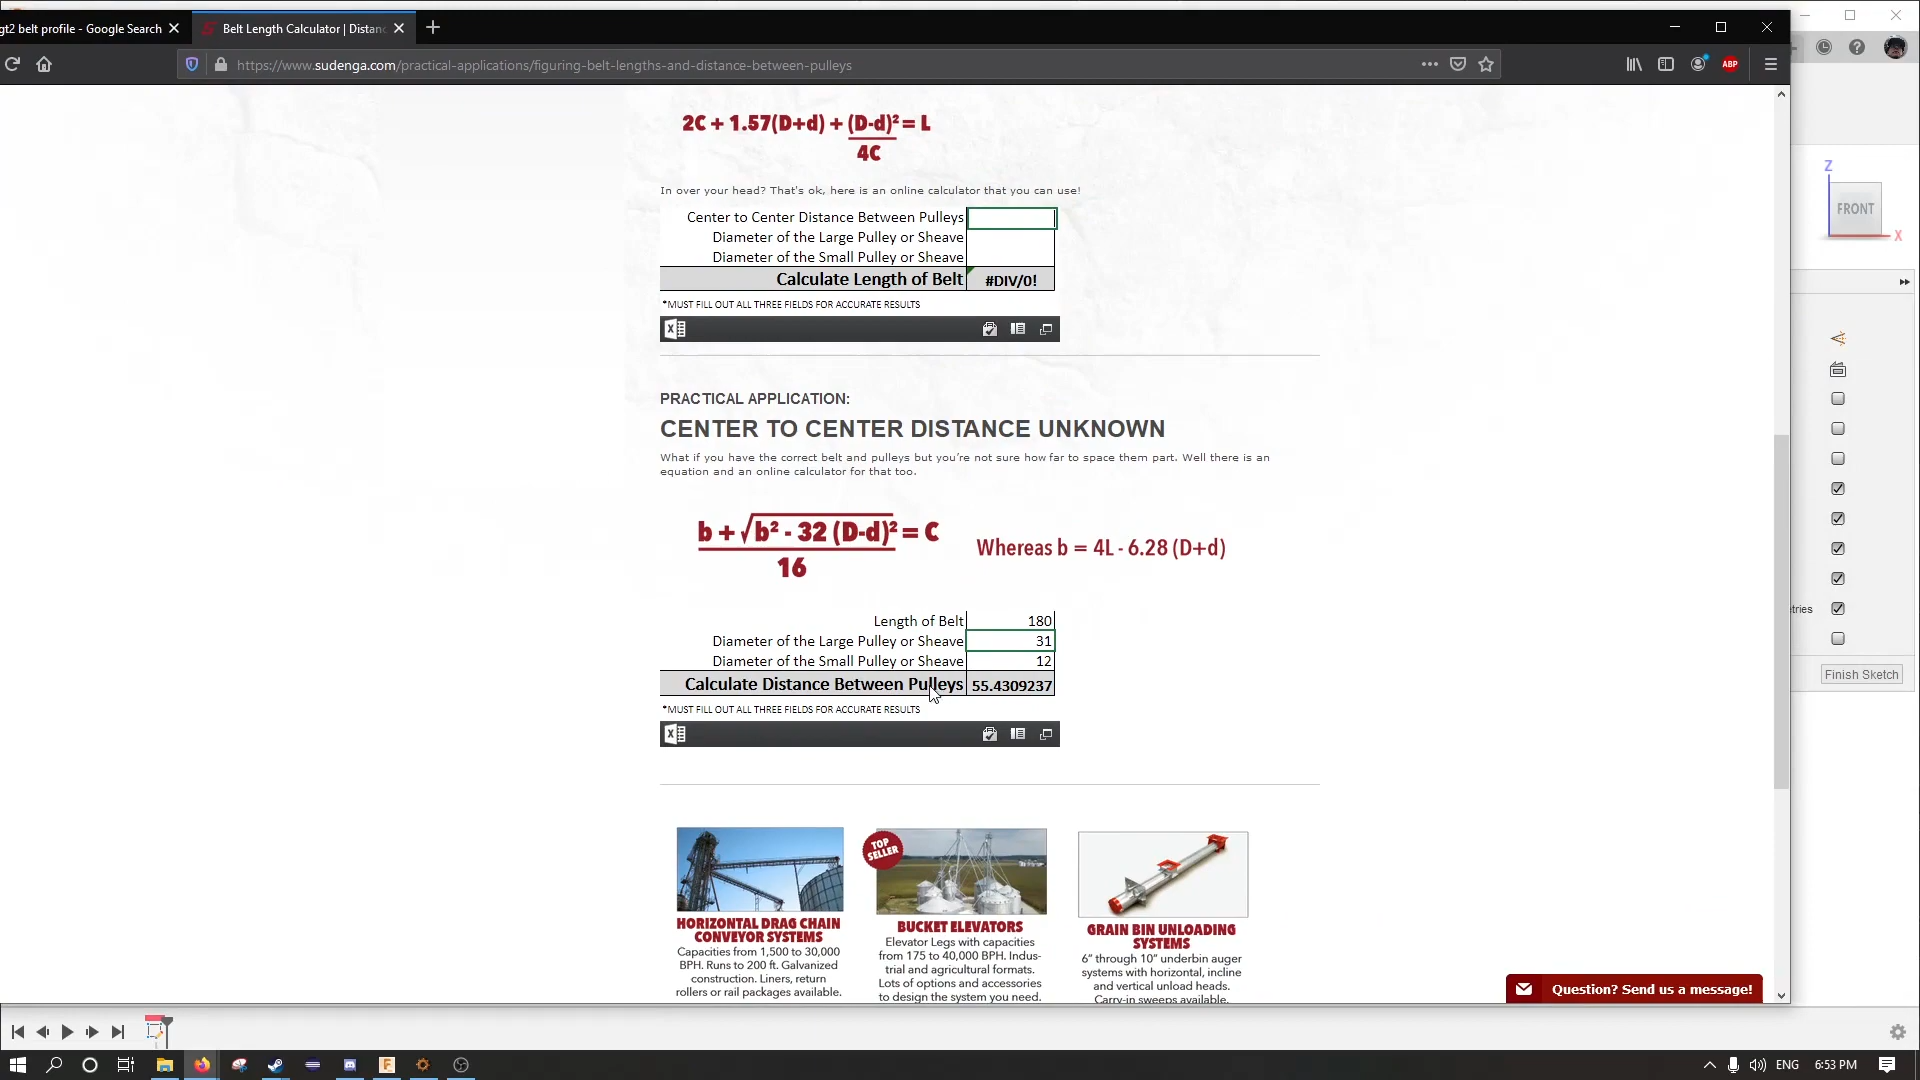 gt2 belt profile - Google Search
Belt Length Calculator | Distanc
https://www.sudenga.com/practical-applications/figuring-belt-lengths-and-distance-between-pulleys
ABP
2C + 1.57(D+d) + (D-d)² = L
4C
In over your head? That's ok, here is an online calculator that you can use!
Center to Center Distance Between Pulleys
Diameter of the Large Pulley or Sheave
Diameter of the Small Pulley or Sheave
Calculate Length of Belt #DIV/0!
*MUST FILL OUT ALL THREE FIELDS FOR ACCURATE RESULTS
PRACTICAL APPLICATION:
CENTER TO CENTER DISTANCE UNKNOWN
What if you have the correct belt and pulleys but you're not sure how far to space them part. Well there is an
equation and an online calculator for that too.
b + √b² - 32 (D-d)² = C
16
Whereas b = 4L - 6.28 (D+d)
Length of Belt 180
Diameter of the Large Pulley or Sheave 31
Diameter of the Small Pulley or Sheave 12
Calculate Distance Between Pulleys 55.4309237
*MUST FILL OUT ALL THREE FIELDS FOR ACCURATE RESULTS
HORIZONTAL DRAG CHAIN
CONVEYOR SYSTEMS
Capacities from 1,500 to 30,000
BPH. Runs to 200 ft. Galvanized
construction. Liners, return
rollers or rail packages available.
TOP
SELLER
BUCKET ELEVATORS
Elevator Legs with capacities
from 175 to 40,000 BPH. Indus-
trial and agricultural formats.
Lots of options and accessories
to design the system you need.
GRAIN BIN UNLOADING
SYSTEMS
6" through 10" underbin auger
systems with horizontal, incline
and vertical unload heads.
Carry-in sweeps available.
Question? Send us a message!
Z
FRONT
X
etries
Finish Sketch
ENG
6:53 PM